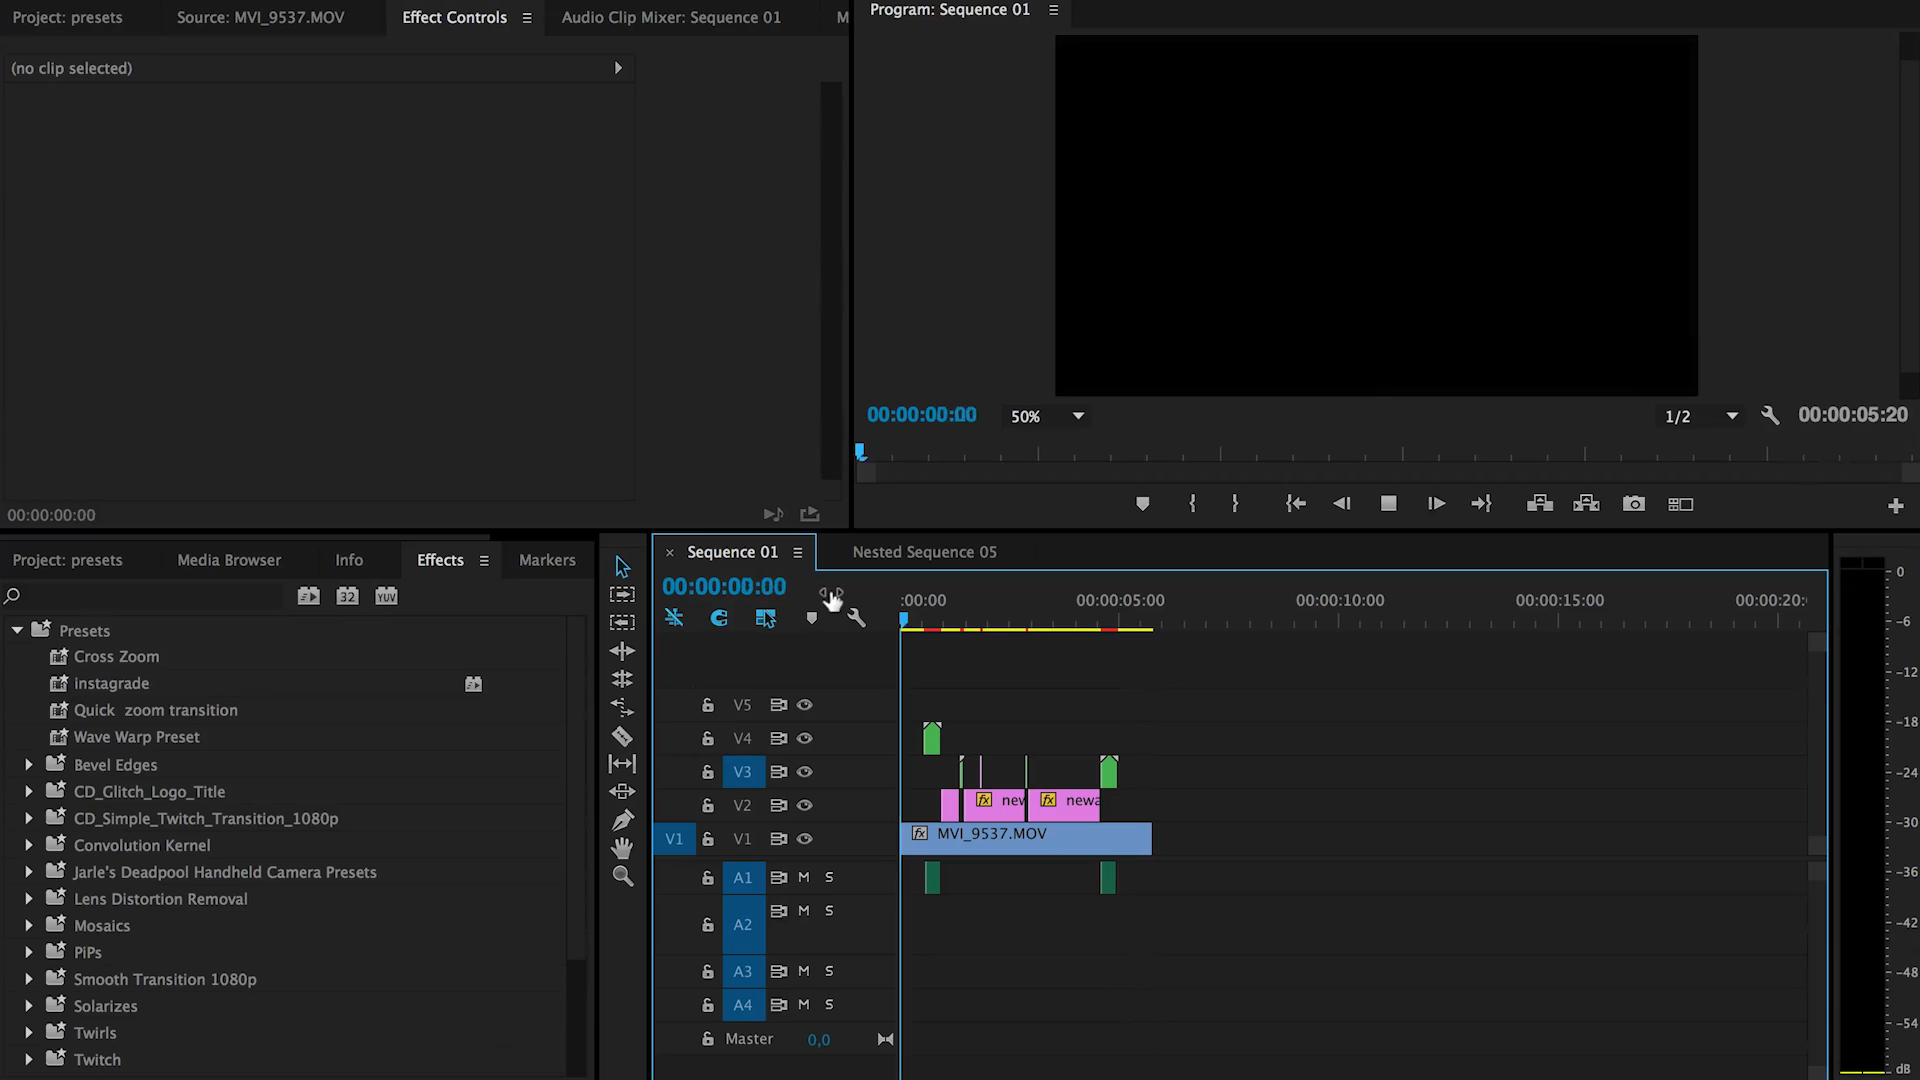 Project: presets
Source: MVI_9537.MOV
Effect Controls
Audio Clip Mixer: Sequence 01
M
Program: Sequence 01
(no clip selected)
00:00:00:00
50%
1/2
00:00:05:20
00:00:00:00
Project: presets
Media Browser
Info
Effects
Markers
32
YUV
Presets
Cross Zoom
instagrade
Quick zoom transition
Wave Warp Preset
Bevel Edges
CD_Glitch_Logo_Title
CD_Simple_Twitch_Transition_1080p
Convolution Kernel
Jarle's Deadpool Handheld Camera Presets
Lens Distortion Removal
Mosaics
PiPs
Smooth Transition 1080p
Solarizes
Twirls
Twitch
× Sequence 01
Nested Sequence 05
00:00:00:00
:00:00
00:00:05:00
00:00:10:00
00:00:15:00
00:00:20:
V5
V4
V3
V2
fx nev
fx newa
V1
V1
fx MVI_9537.MOV
A1 M S
A2 M S
A3 M S
A4 M S
Master 0,0
0
-6
-12
-18
-24
-30
-36
-42
-48
-54
dB